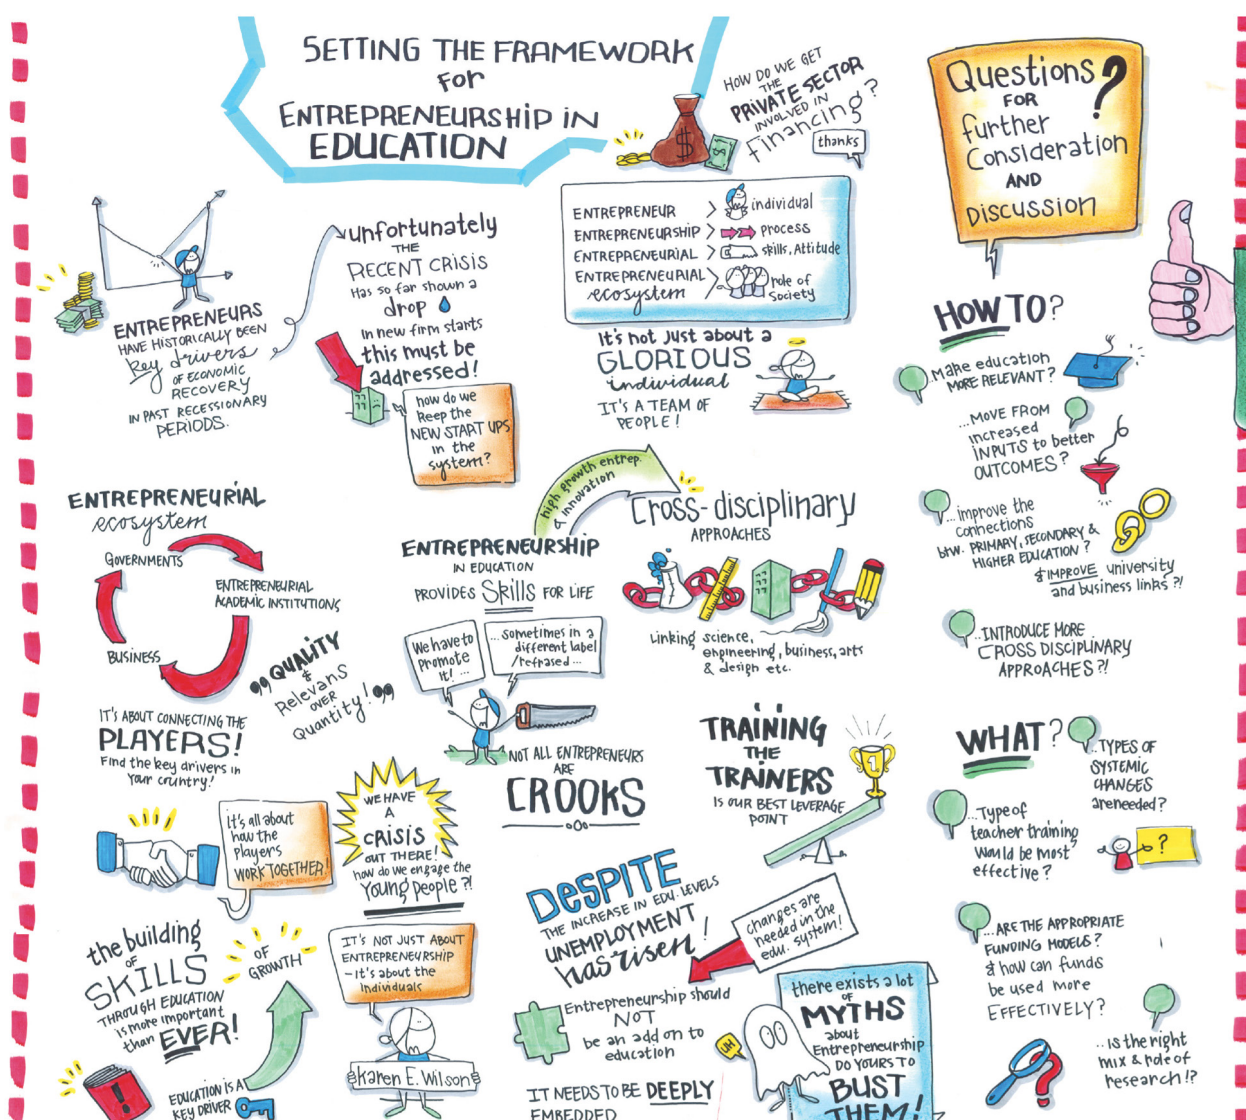 SETTING THE FRAMEWORK
for
ENTREPRENEURSHIP IN
EDUCATION
HOW DO WE GET
THE
PRIVATE SECTOR
INVOLVED IN
Financing?
thanks
$
$
ENTREPRENEUR > individual
ENTREPRENEURSHIP > process
ENTREPRENEURIAL > skills, Attitude
ENTREPRENEURIAL > role of
ecosystem Society
It's not just about a
GLORIOUS
individual
IT'S A TEAM OF
PEOPLE!
ENTREPRENEURS
HAVE HISTORICALLY BEEN
key drivers
OF ECONOMIC
RECOVERY
IN PAST RECESSIONARY
PERIODS.
unfortunately
THE
RECENT CRISIS
Has so far shown a
drop
In new firm starts
this must be
addressed!
how do we
keep the
NEW START UPS
in the
system?
ENTREPRENEURIAL
ecosystem
GOVERNMENTS
ENTREPRENEURIAL
ACADEMIC INSTITUTIONS
BUSINESS
"QUALITY
&
Relevans
OVER
Quantity!"
IT'S ABOUT CONNECTING THE
PLAYERS!
Find the key drivers in
Your country!
it's all about
how the
players
WORK TOGETHER!
high growth entrep.
& innovation
ENTREPRENEURSHIP
IN EDUCATION
PROVIDES Skills FOR LIFE
We have to
promote
it! ...
...sometimes in a
different label
/refrased ...
NOT ALL ENTREPRENEURS
ARE
CROOKS
Cross-disciplinary
APPROACHES
Linking science,
engineering, business, arts
& design etc.
TRAINING
THE
TRAINERS
IS OUR BEST LEVERAGE
POINT
1.
WE HAVE
A
CRISIS
OUT THERE!
how do we engage the
Young people?!
the building
OF
SKILLS
THROUGH EDUCATION
is more important
than EVER!
!
OF
GROWTH
EDUCATION IS A
KEY DRIVER
IT'S NOT JUST ABOUT
ENTREPRENEURSHIP
- it's about the
Individuals
Karen E. Wilson
DESPITE
THE INCREASE IN EDU. LEVELS
UNEMPLOYMENT
has risen!
changes are
needed in the
edu. system!
Entrepreneurship should
NOT
be an add on to
education
IT NEEDS TO BE DEEPLY
EMBEDDED
UH
there exists a lot
OF
MYTHS
about
Entrepreneurship
DO YOURS TO
BUST
THEM!
Questions?
FOR
further
Consideration
AND
Discussion
HOW TO?
...Make education
MORE RELEVANT?
...MOVE FROM
increased
INPUTS to better
OUTCOMES?
...improve the
connections
btw. PRIMARY, SECONDARY &
HIGHER EDUCATION?
& IMPROVE university
and business links?!
...INTRODUCE MORE
CROSS DISCIPLINARY
APPROACHES?!
WHAT?
...TYPES OF
SYSTEMIC
CHANGES
are needed?
...Type of
teacher training
Would be most
effective?
?
...ARE THE APPROPRIATE
FUNDING MODELS?
& how can funds
be used more
EFFECTIVELY?
...is the right
mix & role of
research!?
?